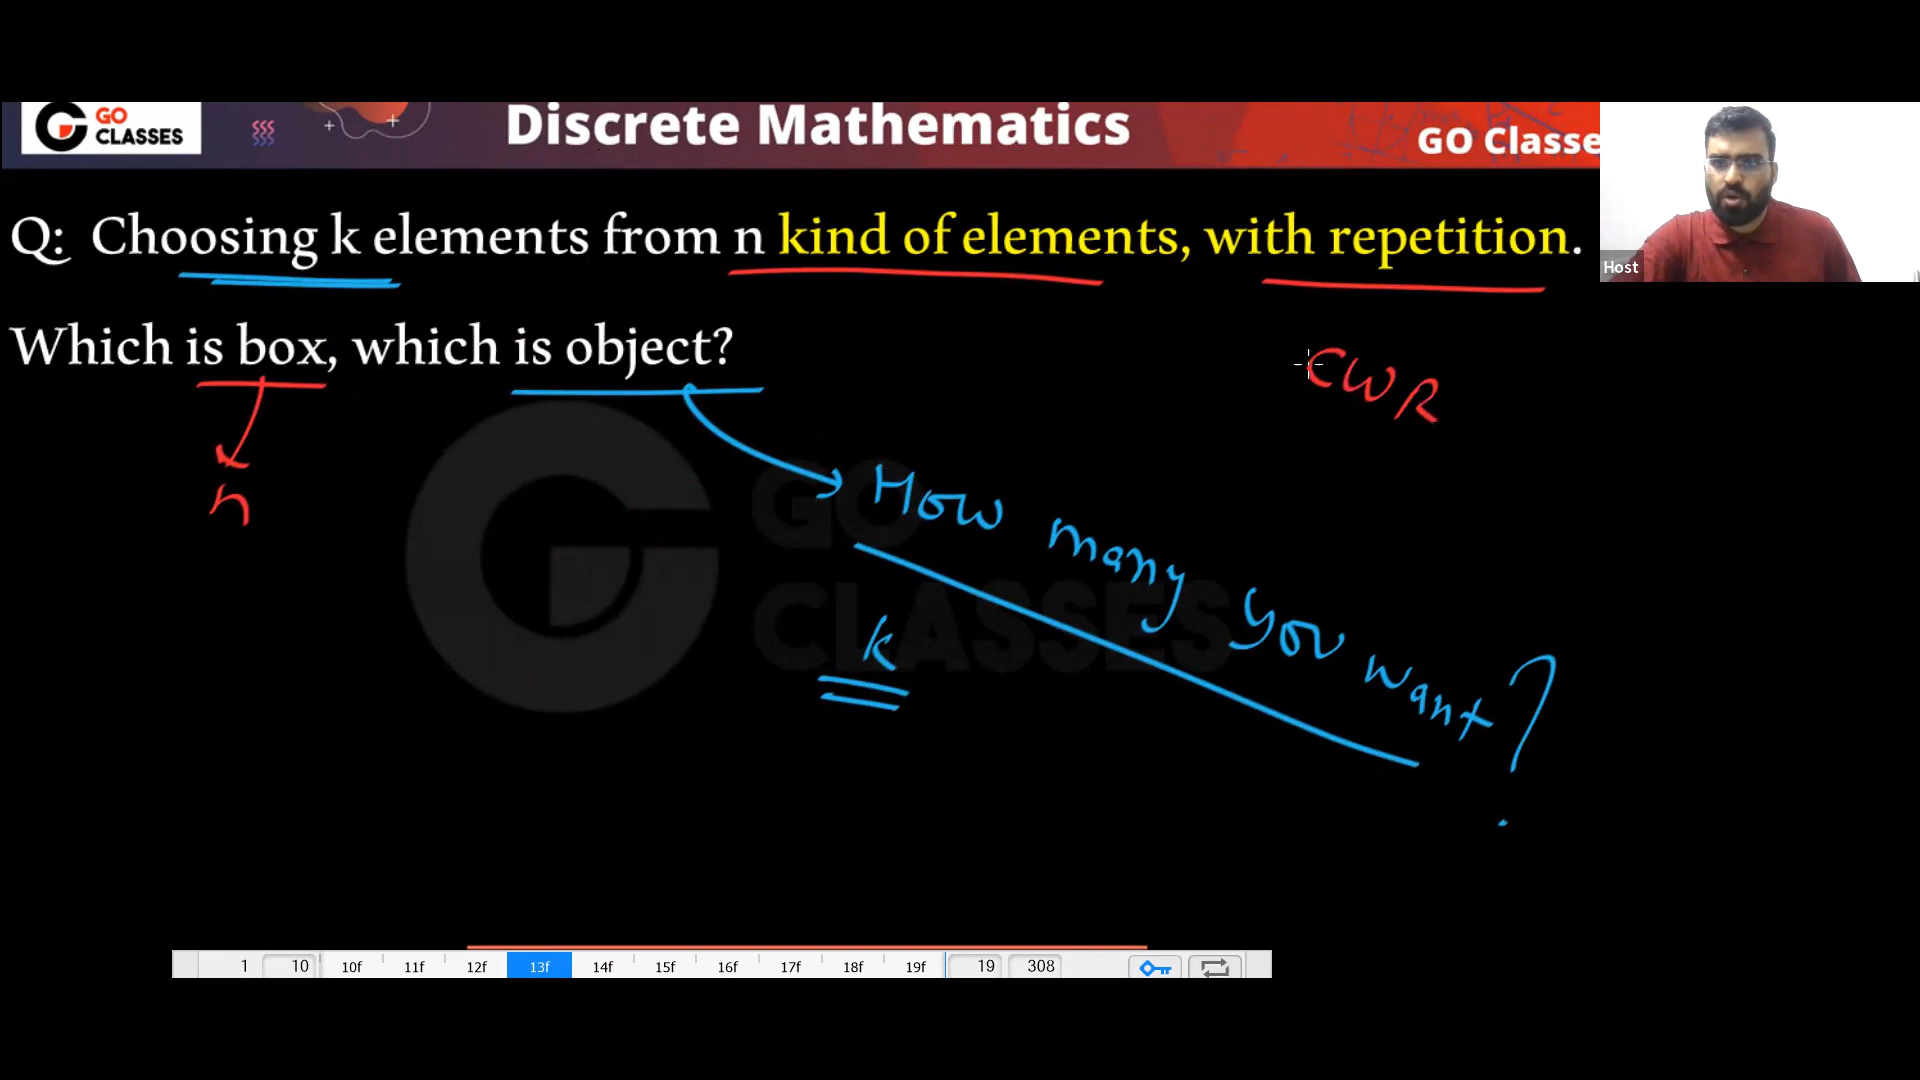 GO
CLASSES
Discrete Mathematics
GO Classe
Q: Choosing k elements from n kind of elements, with repetition.
Host
Which is box, which is object?
CWR
n
How many you want?
k
GO
CLASSES
1 10 10f 11f 12f 13f 14f 15f 16f 17f 18f 19f 19 308